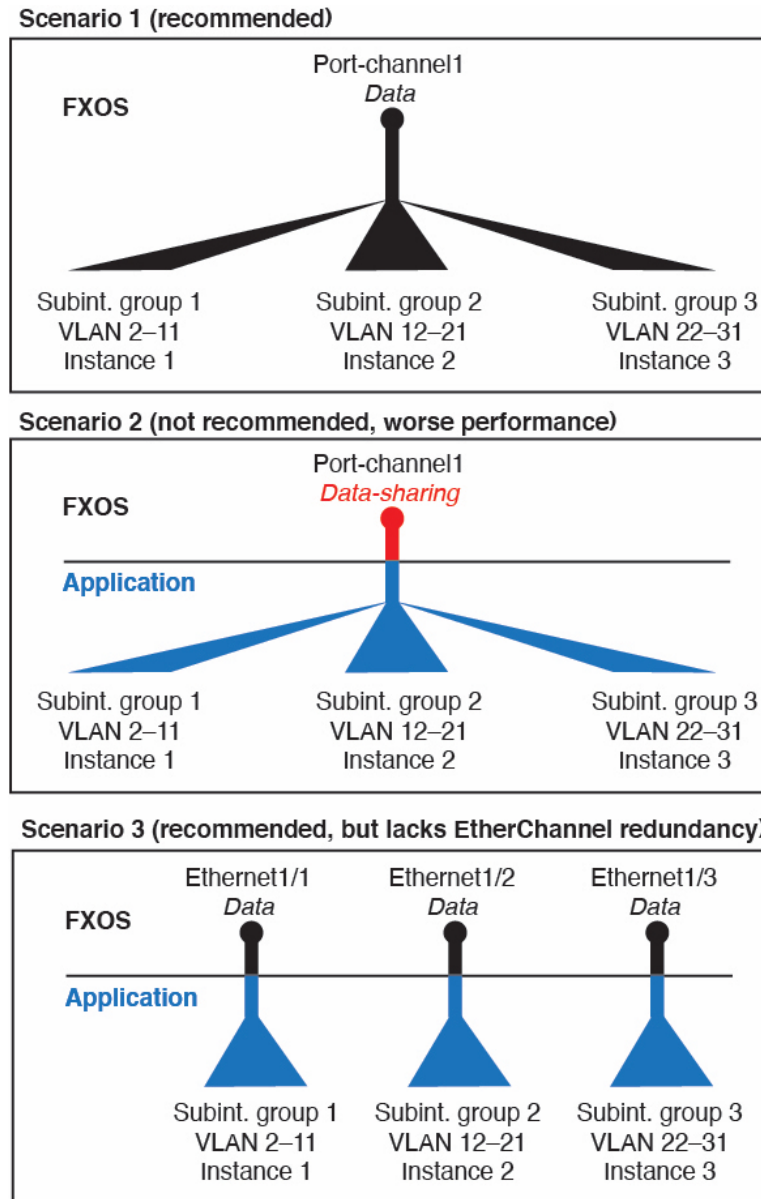 Scenario 1 (recommended)
Port-channel1
Data
FXOS
Subint. group 1
VLAN 2–11
Instance 1
Subint. group 2
VLAN 12–21
Instance 2
Subint. group 3
VLAN 22–31
Instance 3
Scenario 2 (not recommended, worse performance)
Port-channel1
Data-sharing
FXOS
Application
Subint. group 1
VLAN 2–11
Instance 1
Subint. group 2
VLAN 12–21
Instance 2
Subint. group 3
VLAN 22–31
Instance 3
Scenario 3 (recommended, but lacks EtherChannel redundancy)
Ethernet1/1
Data
Ethernet1/2
Data
Ethernet1/3
Data
FXOS
Application
Subint. group 1
VLAN 2–11
Instance 1
Subint. group 2
VLAN 12–21
Instance 2
Subint. group 3
VLAN 22–31
Instance 3